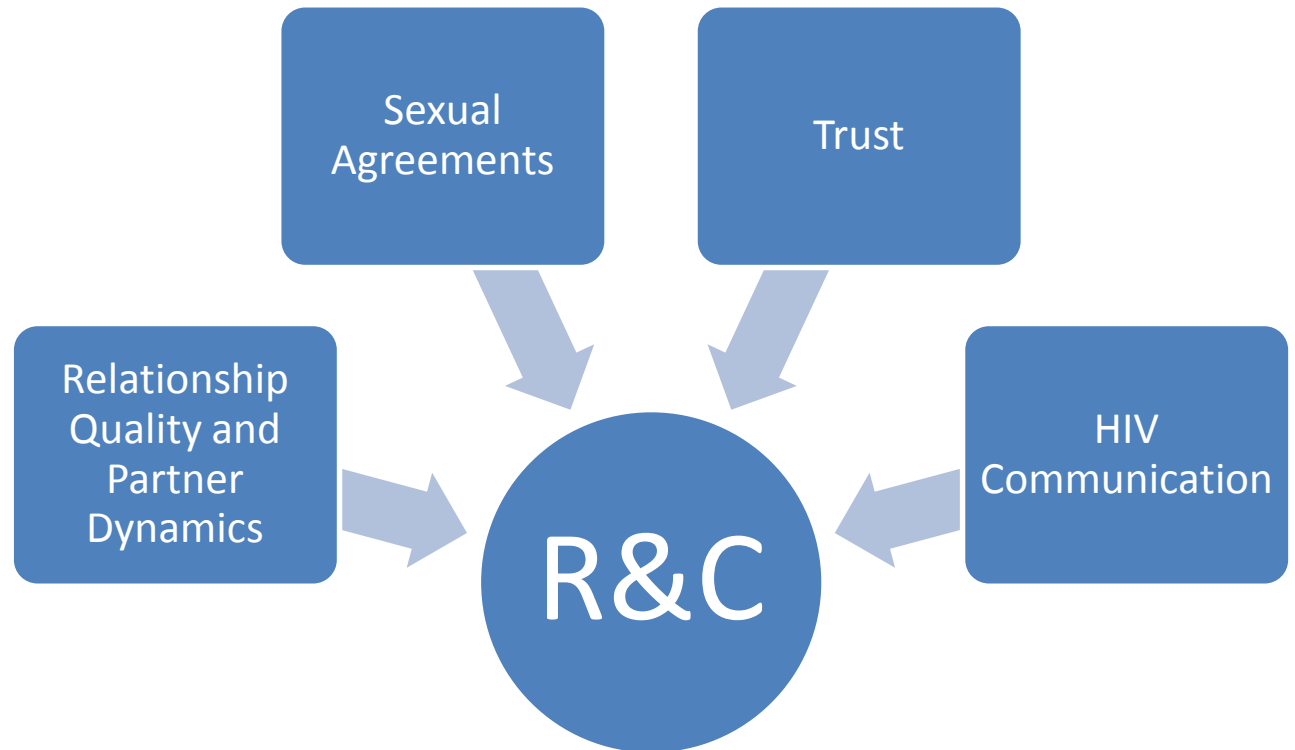 Sexual
Agreements
Trust
Relationship
Quality and
Partner
Dynamics
HIV
Communication
R&C